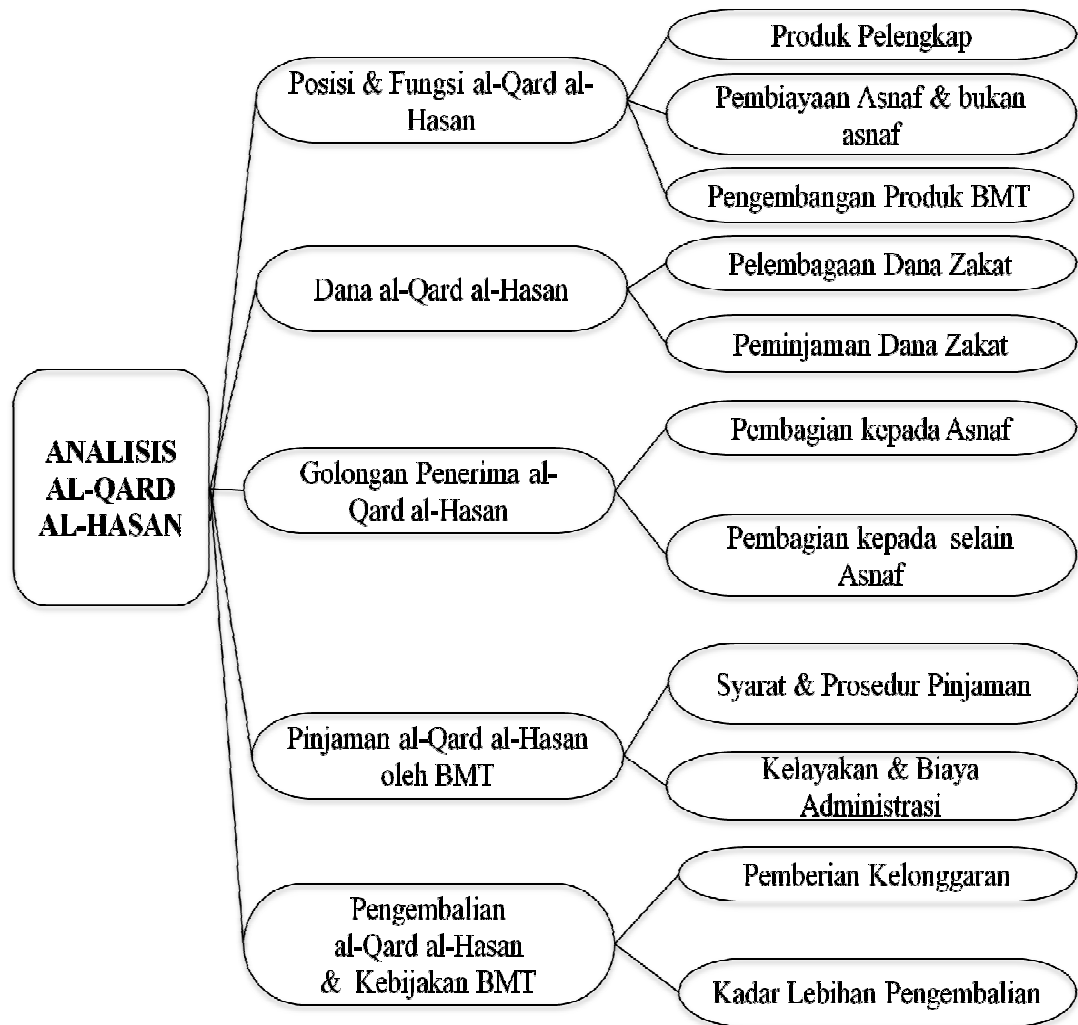 ANALISIS
AL-QARD
AL-HASAN
Posisi & Fungsi al-Qard al-
Hasan
Produk Pelengkap
Pembiayaan Asnaf & bukan
asnaf
Pengembangan Produk BMT
Dana al-Qard al-Hasan
Pelembagaan Dana Zakat
Peminjaman Dana Zakat
Golongan Penerima al-
Qard al-Hasan
Pembagian kepada Asnaf
Pembagian kepada selain
Asnaf
Pinjaman al-Qard al-Hasan
oleh BMT
Syarat & Prosedur Pinjaman
Kelayakan & Biaya
Administrasi
Pengembalian
al-Qard al-Hasan
& Kebijakan BMT
Pemberian Kelonggaran
Kadar Lebihan Pengembalian